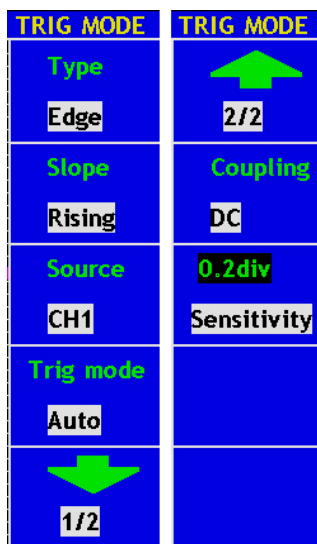 TRIG MODE
Type
Edge
Slope
Rising
Source
CH1
Trig mode
Auto
1/2
TRIG MODE
2/2
Coupling
DC
0.2div
Sensitivity